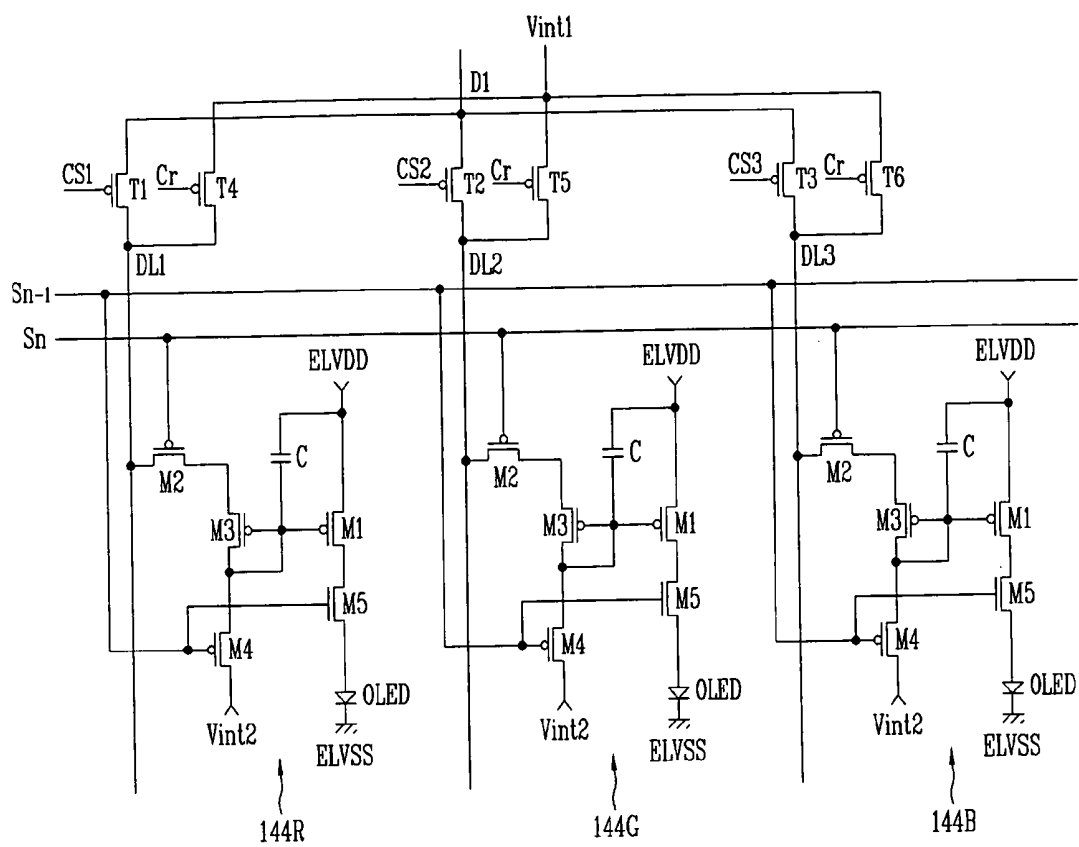 Vint1
D1
CS1 T1 Cr T4 CS2 T2 Cr T5 CS3 T3 Cr T6
DL1 DL2 DL3
Sn-1
Sn
ELVDD ELVDD ELVDD
C C C
M2 M2 M2
M3 M1 M3 M1 M3 M1
M5 M5 M5
M4 M4 M4
OLED OLED OLED
Vint2 Vint2 Vint2
ELVSS ELVSS ELVSS
144R 144G 144B